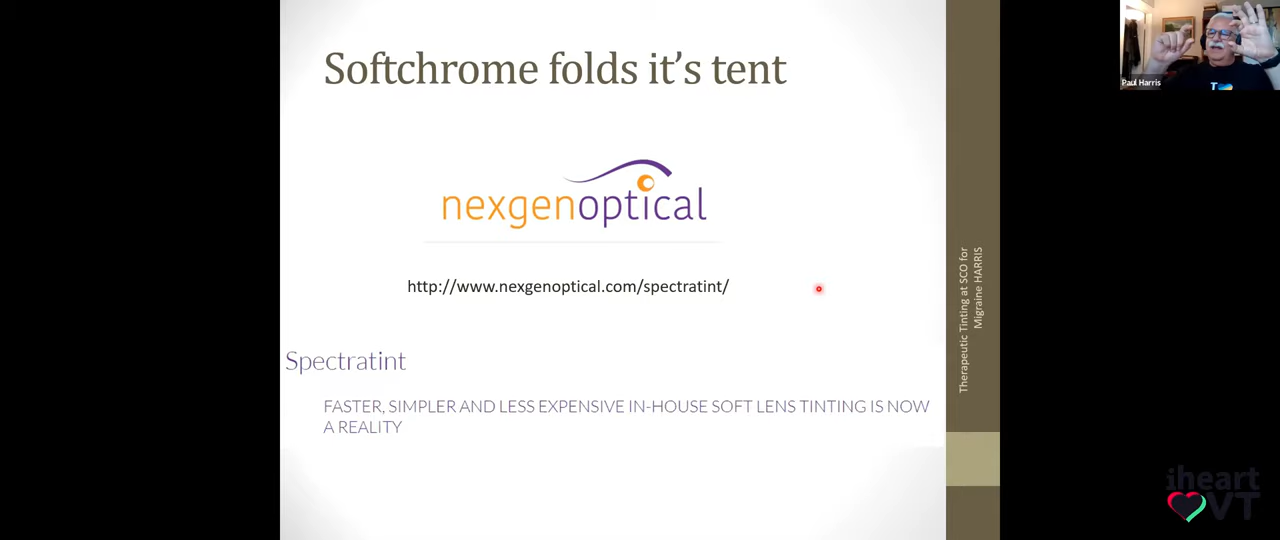 Softchrome folds it's tent
nexgenoptical
http://www.nexgenoptical.com/spectratint/
Spectratint
FASTER, SIMPLER AND LESS EXPENSIVE IN-HOUSE SOFT LENS TINTING IS NOW
A REALITY
Therapeutic Tinting at SCO for
Migraine HARRIS
Paul Harris
iheart
VT